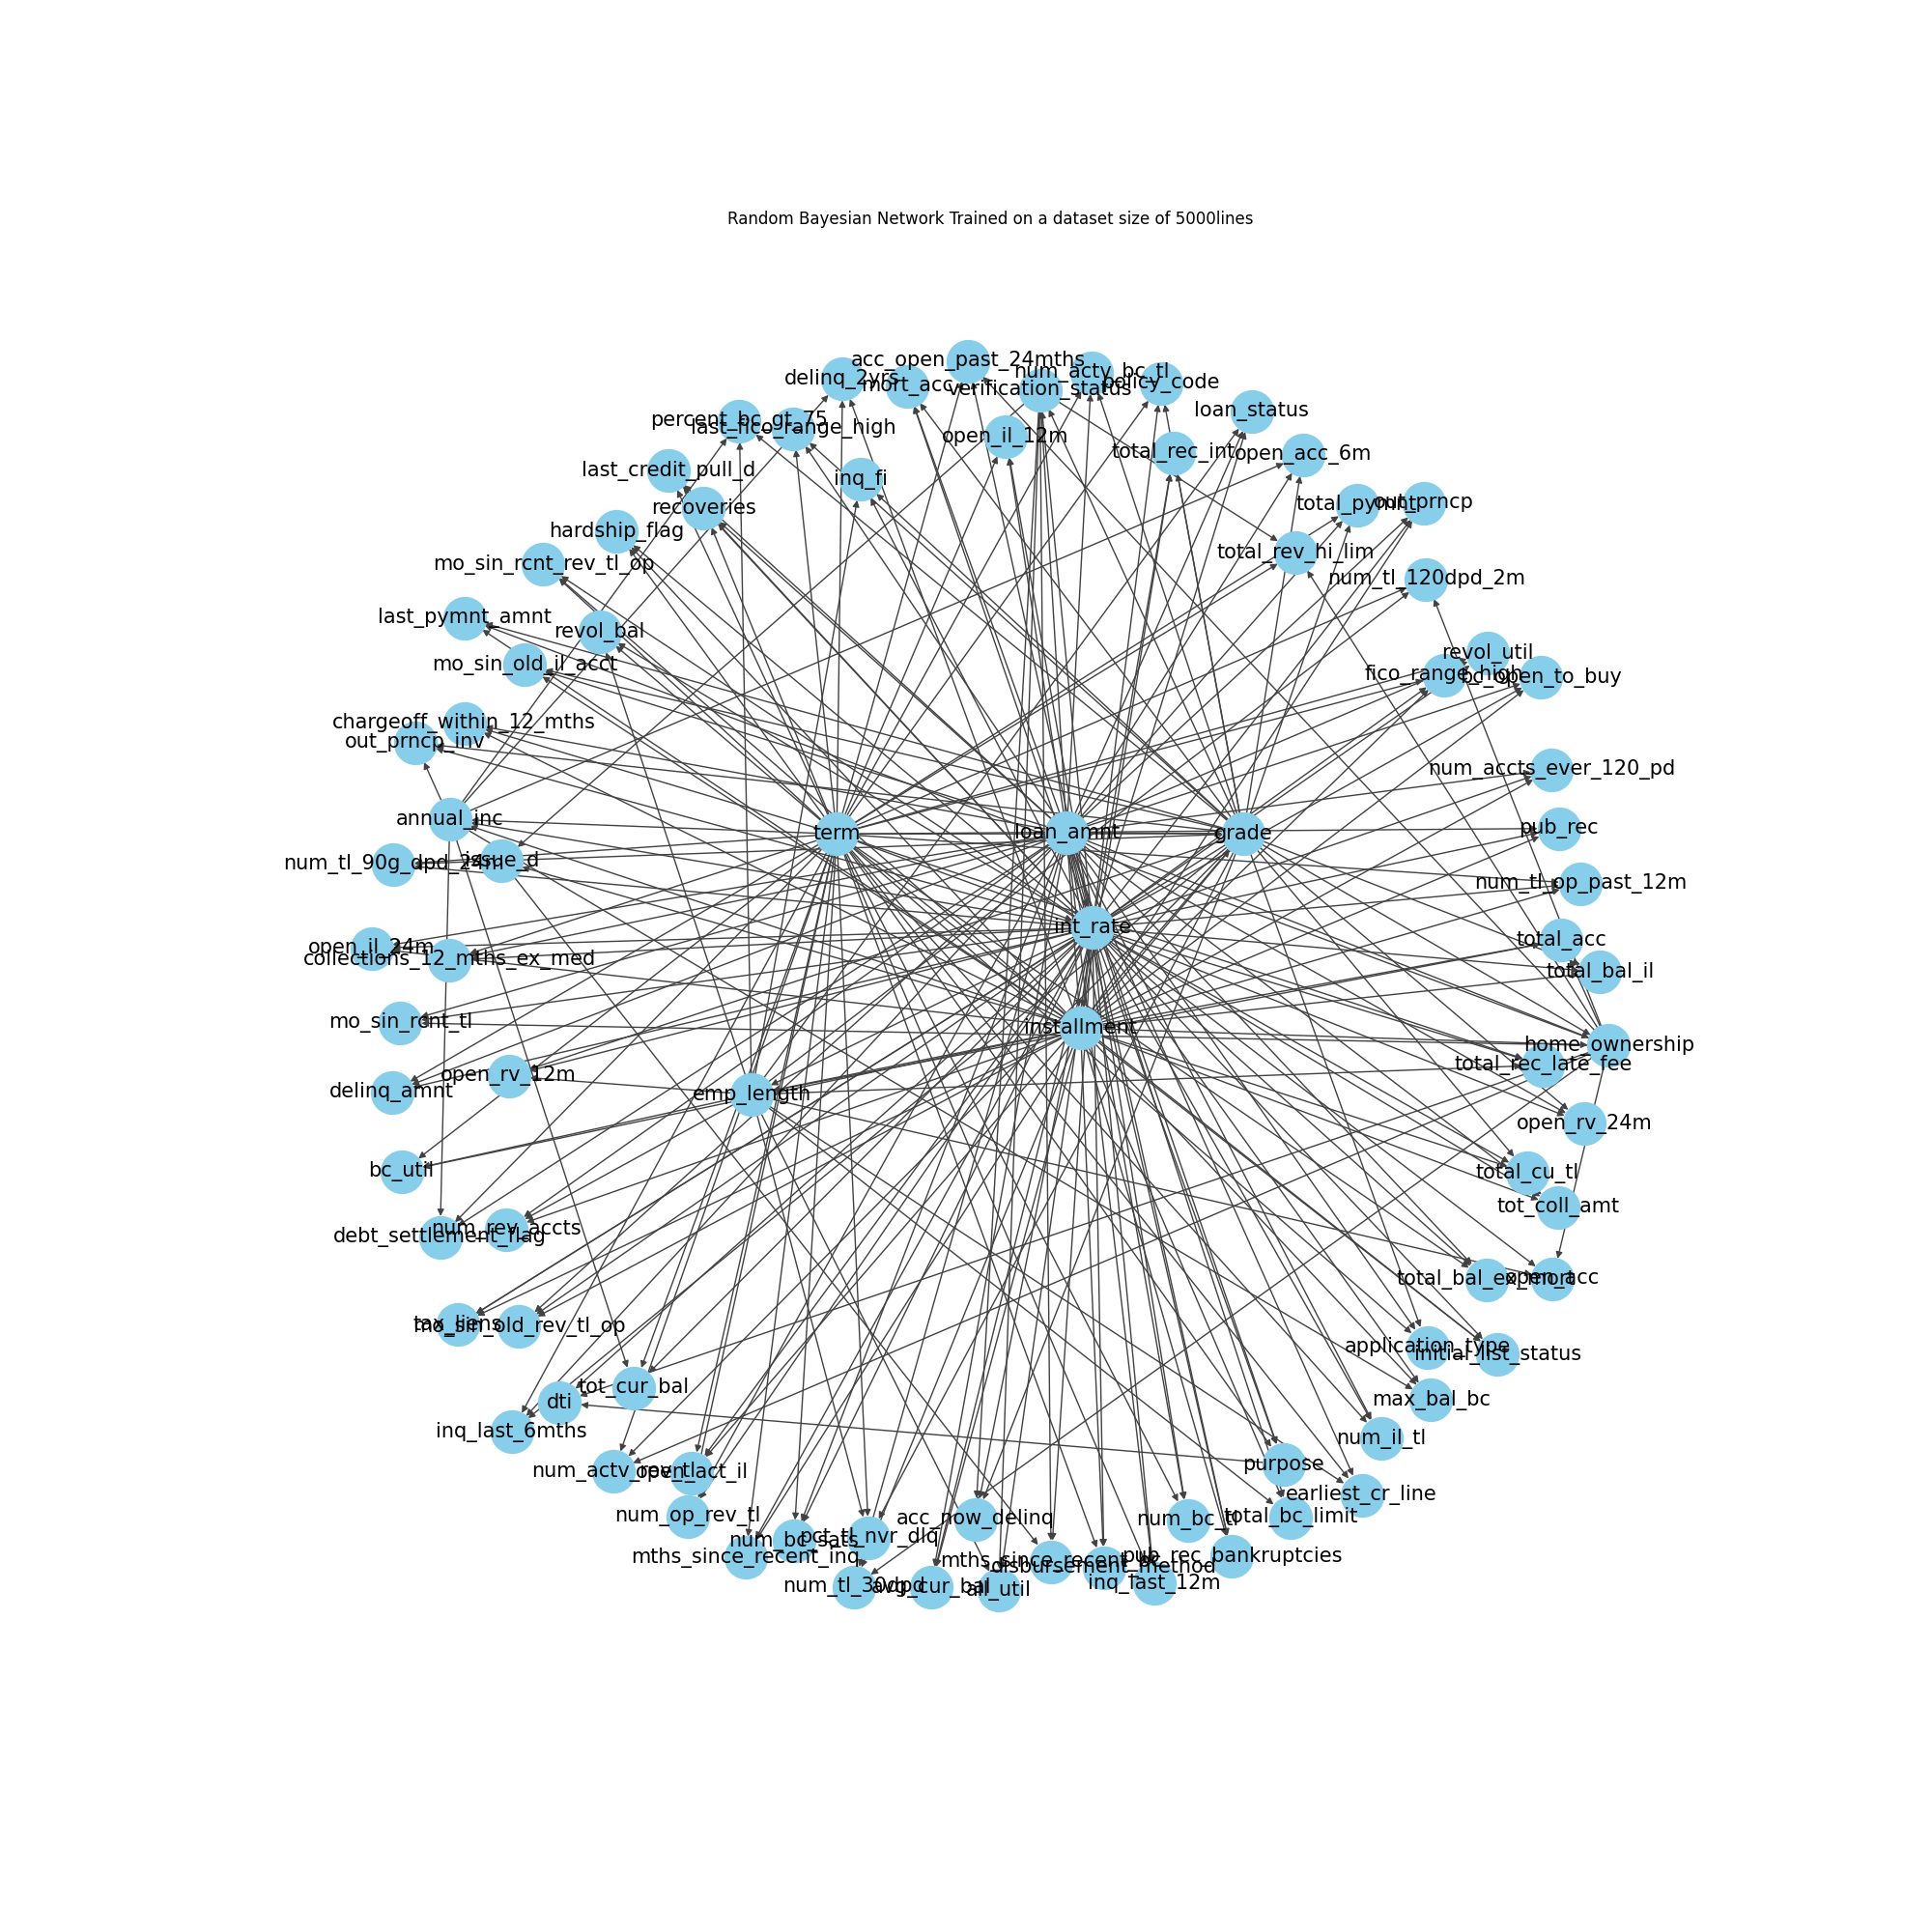 Random Bayesian Network Trained on a dataset size of 5000lines
acc_open_past_24mths
num_actv_bc_tl
delinq_2yrs
mort_acc
policy_code
verification_status
loan_status
percent_bc_gt_75
last_fico_range_high
open_il_12m
total_rec_int
open_acc_6m
last_credit_pull_d
inq_fi
recoveries
total_pymnt
out_prncp
hardship_flag
total_rev_hi_lim
mo_sin_rcnt_rev_tl_op
num_tl_120dpd_2m
last_pymnt_amnt
revol_bal
revol_util
mo_sin_old_il_acct
fico_range_high
bc_open_to_buy
chargeoff_within_12_mths
out_prncp_inv
num_accts_ever_120_pd
annual_inc
term
loan_amnt
grade
pub_rec
num_tl_90g_dpd_24m
issue_d
num_tl_op_past_12m
int_rate
total_acc
open_il_24m
collections_12_mths_ex_med
total_bal_il
mo_sin_rcnt_tl
installment
home_ownership
total_rec_late_fee
open_rv_12m
delinq_amnt
emp_length
open_rv_24m
bc_util
total_cu_tl
tot_coll_amt
num_rev_accts
debt_settlement_flag
total_bal_ex_mort
open_acc
tax_liens
mo_sin_old_rev_tl_op
application_type
initial_list_status
tot_cur_bal
dti
max_bal_bc
inq_last_6mths
num_il_tl
num_actv_rev_tl
open_act_il
purpose
earliest_cr_line
num_op_rev_tl
acc_now_delinq
num_bc_tl
total_bc_limit
num_bc_sats
pct_tl_nvr_dlq
mths_since_recent_inq
mths_since_recent_bc
pub_rec_bankruptcies
disbursement_method
num_tl_30dpd
avg_cur_bal
all_util
inq_last_12m